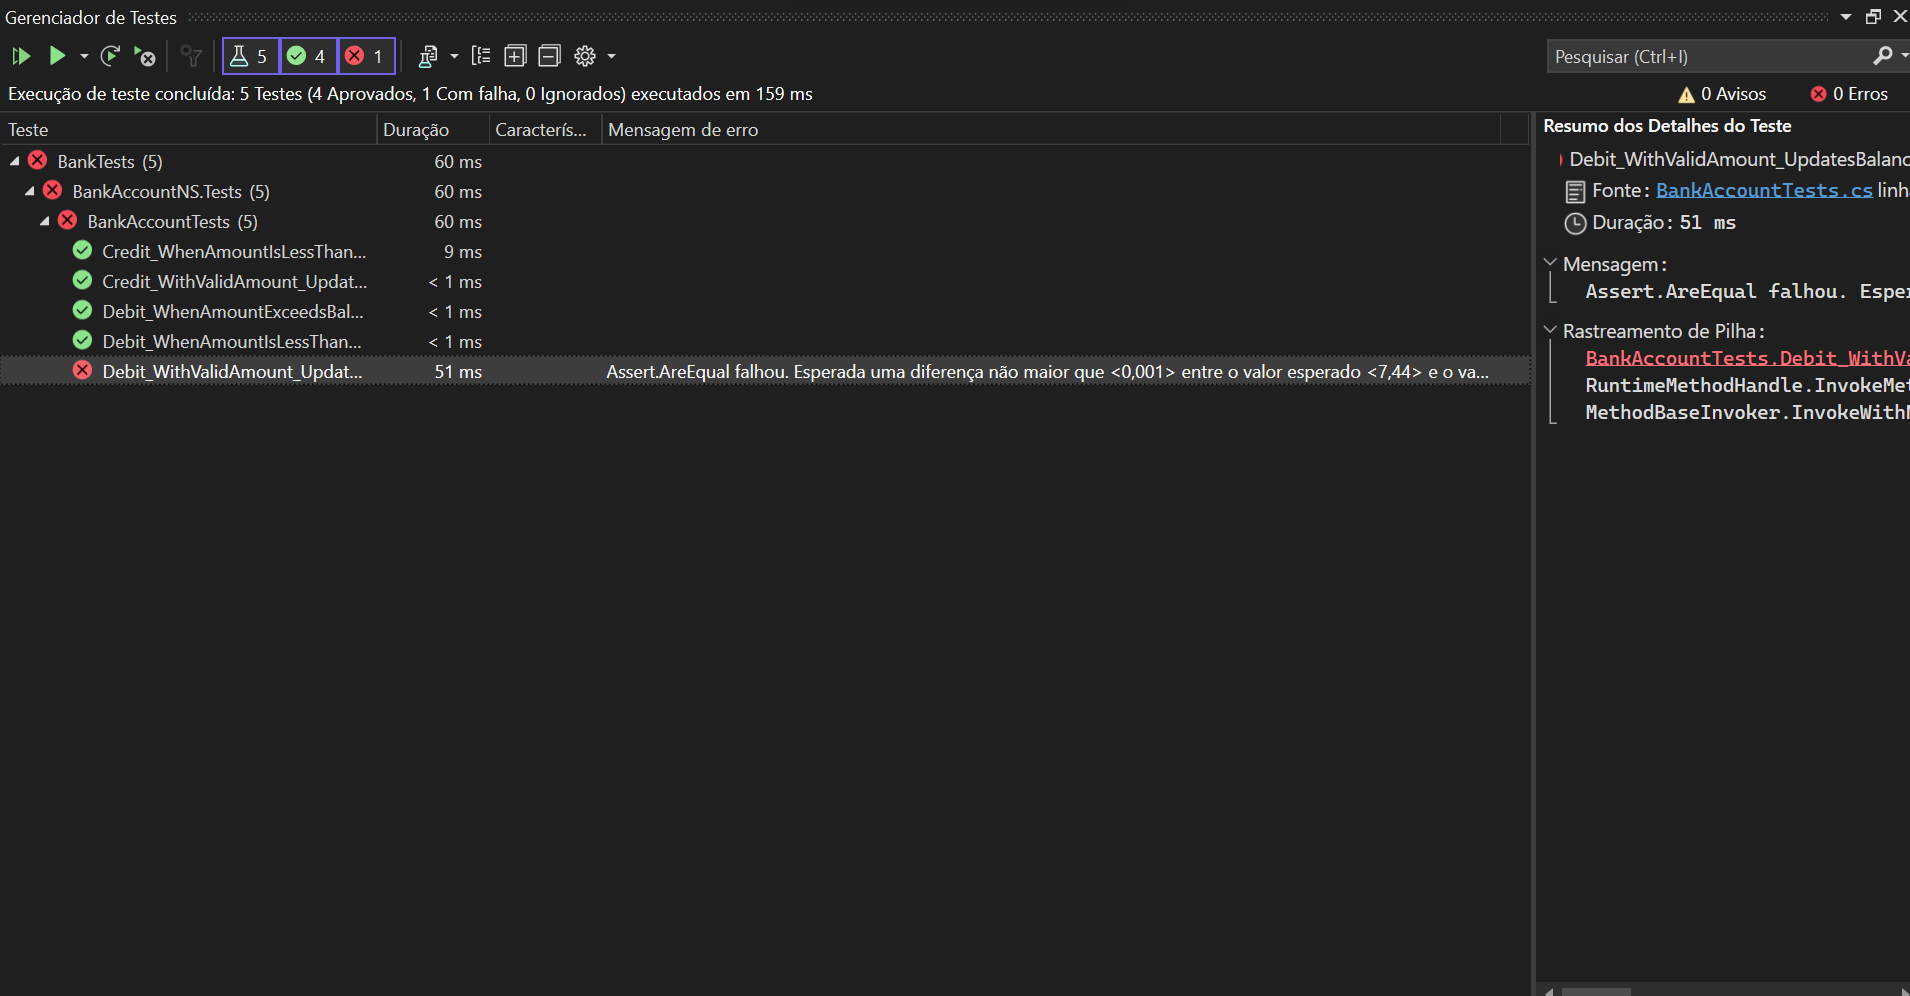 Gerenciador de Testes
5 4 1
Pesquisar (Ctrl+I)
Execução de teste concluída: 5 Testes (4 Aprovados, 1 Com falha, 0 Ignorados) executados em 159 ms
0 Avisos 0 Erros
Teste Duração Caracterís... Mensagem de erro
BankTests (5) 60 ms
BankAccountNS.Tests (5) 60 ms
BankAccountTests (5) 60 ms
Credit_WhenAmountIsLessThan... 9 ms
Credit_WithValidAmount_Updat... < 1 ms
Debit_WhenAmountExceedsBal... < 1 ms
Debit_WhenAmountIsLessThan... < 1 ms
Debit_WithValidAmount_Updat... 51 ms Assert.AreEqual falhou. Esperada uma diferença não maior que <0,001> entre o valor esperado <7,44> e o va...
Resumo dos Detalhes do Teste
Debit_WithValidAmount_UpdatesBalanc
Fonte: BankAccountTests.cs linha
Duração: 51 ms
Mensagem:
Assert.AreEqual falhou. Esper
Rastreamento de Pilha:
BankAccountTests.Debit_WithVa
RuntimeMethodHandle.InvokeMet
MethodBaseInvoker.InvokeWithN